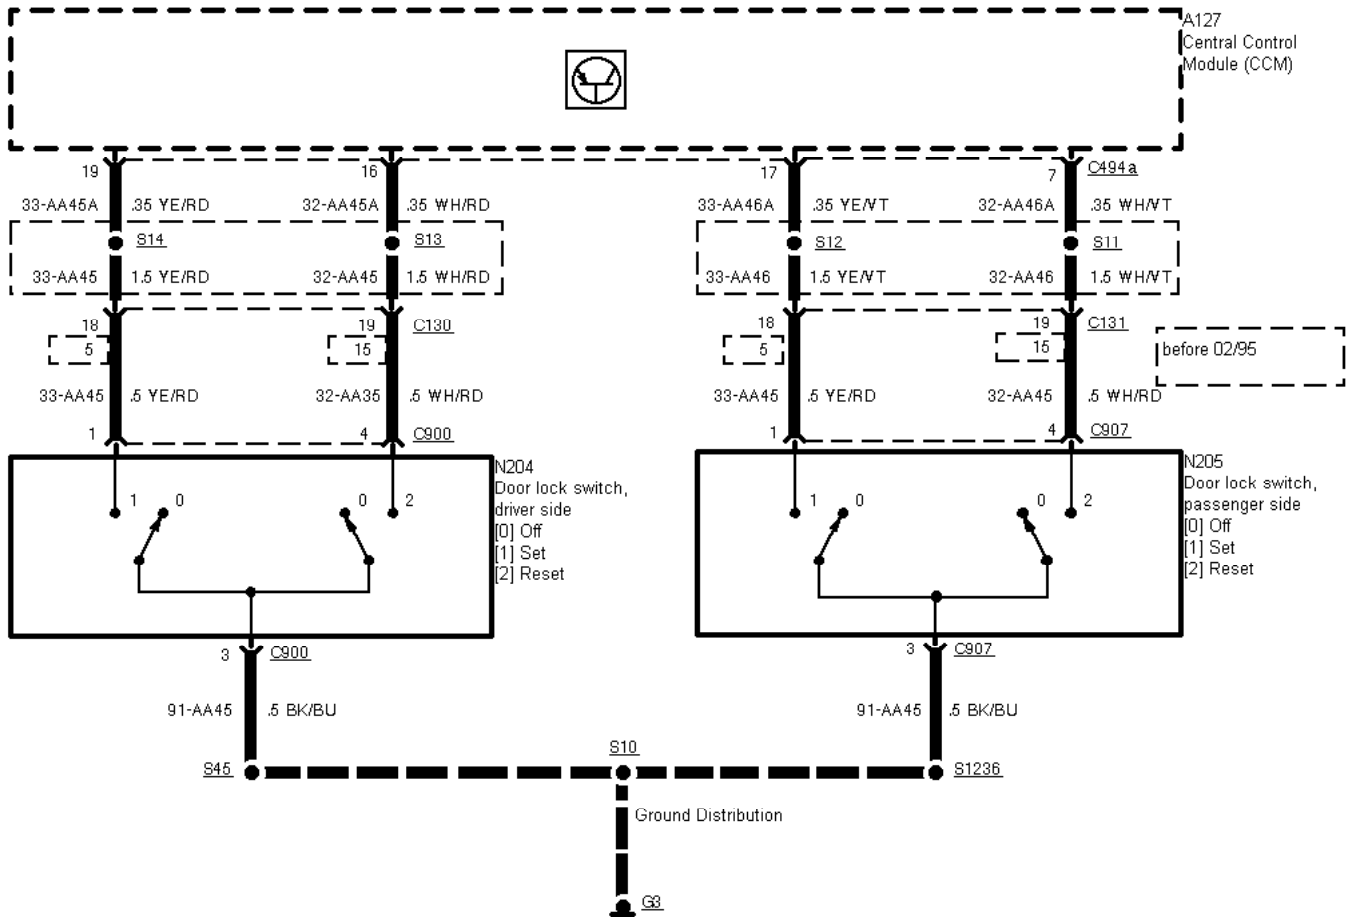 A127
Central Control
Module (CCM)
19 16 17 7 C494a
33-AA45A .35 YE/RD 32-AA45A .35 WH/RD 33-AA46A .35 YE/VT 32-AA46A .35 WH/VT
S14 S13 S12 S11
33-AA45 1.5 YE/RD 32-AA45 1.5 WH/RD 33-AA46 1.5 YE/VT 32-AA46 1.5 WH/VT
18 19 C130 18 19 C131
5 15 5 15 before 02/95
33-AA45 .5 YE/RD 32-AA35 .5 WH/RD 33-AA45 .5 YE/RD 32-AA45 .5 WH/RD
1 4 C900 1 4 C907
N204
Door lock switch,
driver side
[0] Off
[1] Set
[2] Reset
1 0 0 2
N205
Door lock switch,
passenger side
[0] Off
[1] Set
[2] Reset
1 0 0 2
3 C900 3 C907
91-AA45 .5 BK/BU 91-AA45 .5 BK/BU
S45 S10 S1236
Ground Distribution
G3